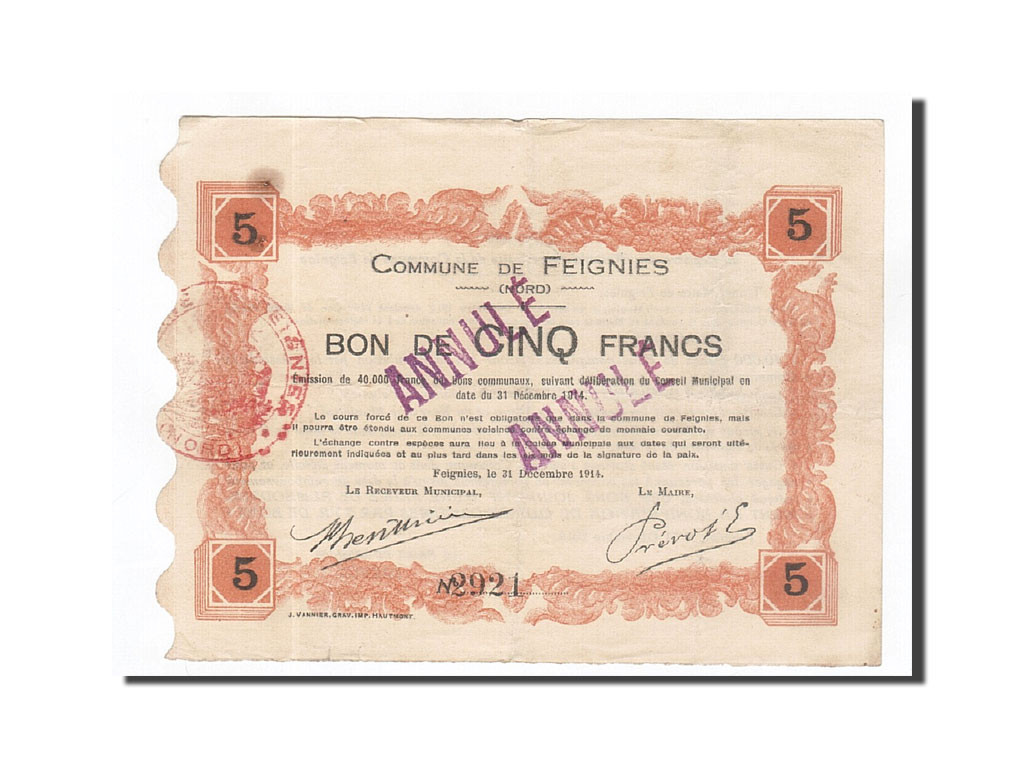 5
5
COMMUNE DE FEIGNIES
(NORD)
BON DE CINQ FRANCS
Émission de 40.000 francs, de Bons communaux, suivant délibération du Conseil Municipal en
date du 31 Décembre 1914.
Le cours forcé de ce Bon n'est obligatoire que dans la commune de Feignies, mais
il pourra être étendu aux communes voisines contre échange de monnaie courante.
L'échange contre espèces aura lieu à la Caisse Municipale aux dates qui seront ulté-
rieurement indiquées et au plus tard dans les six mois de la signature de la paix.
Feignies, le 31 Décembre 1914.
LE RECEVEUR MUNICIPAL, LE MAIRE,
Prévost E
ANNULÉ
ANNULÉ
(NORD)
5
5
No 2921
J. VANNIER, GRAV. IMP. HAUTMONT